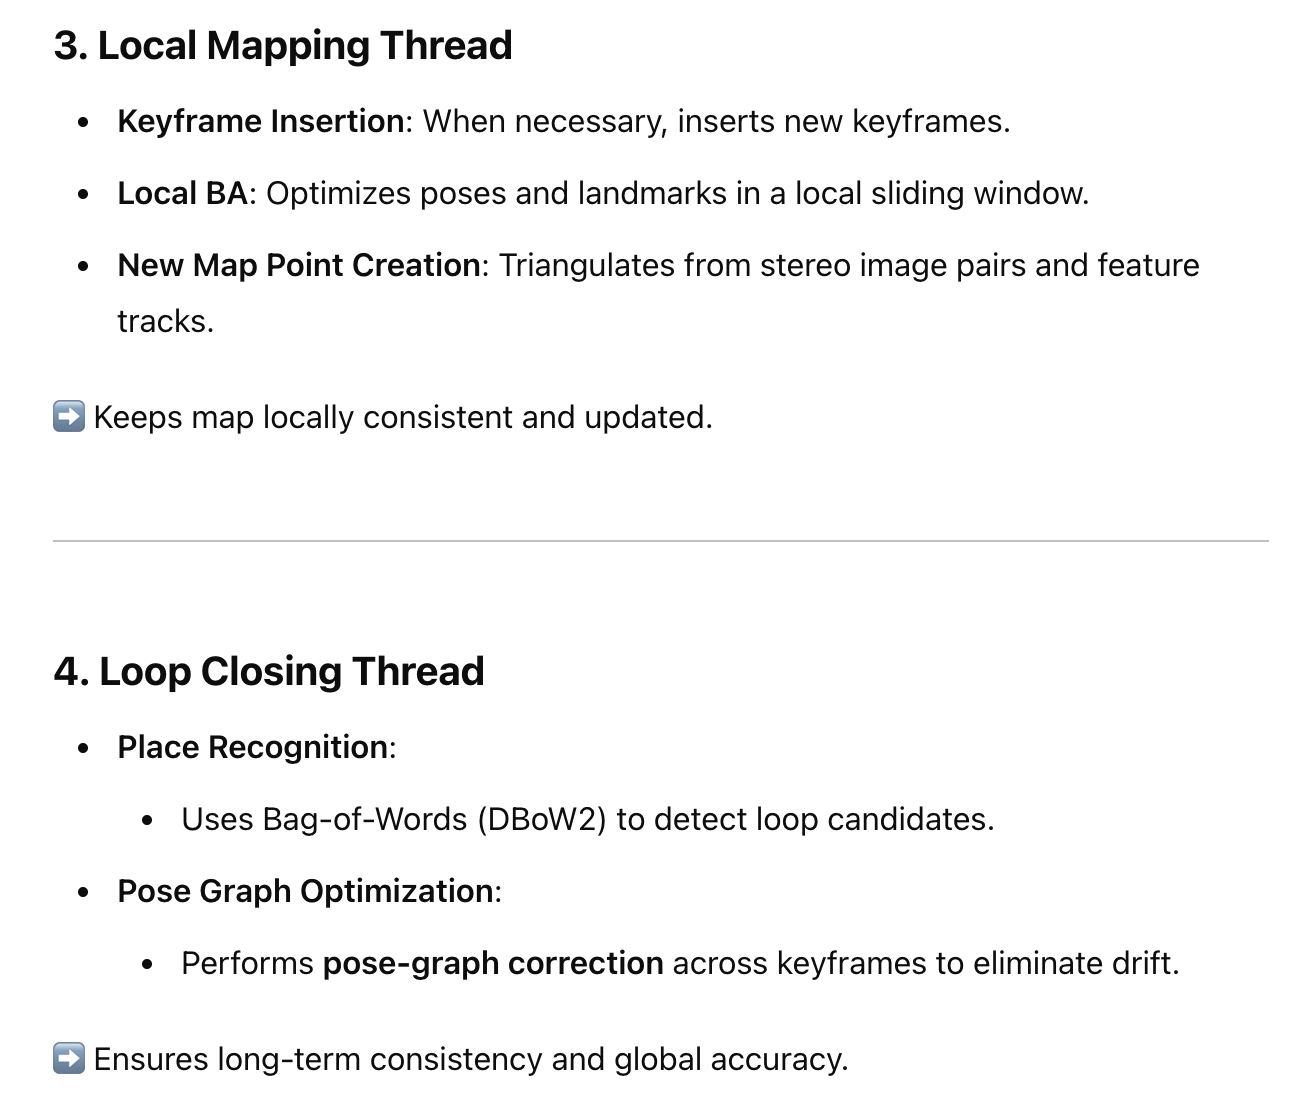 3. Local Mapping Thread
• Keyframe Insertion: When necessary, inserts new keyframes.
• Local BA: Optimizes poses and landmarks in a local sliding window.
• New Map Point Creation: Triangulates from stereo image pairs and feature
tracks.
➡️ Keeps map locally consistent and updated.
4. Loop Closing Thread
• Place Recognition:
• Uses Bag-of-Words (DBoW2) to detect loop candidates.
• Pose Graph Optimization:
• Performs pose-graph correction across keyframes to eliminate drift.
➡️ Ensures long-term consistency and global accuracy.